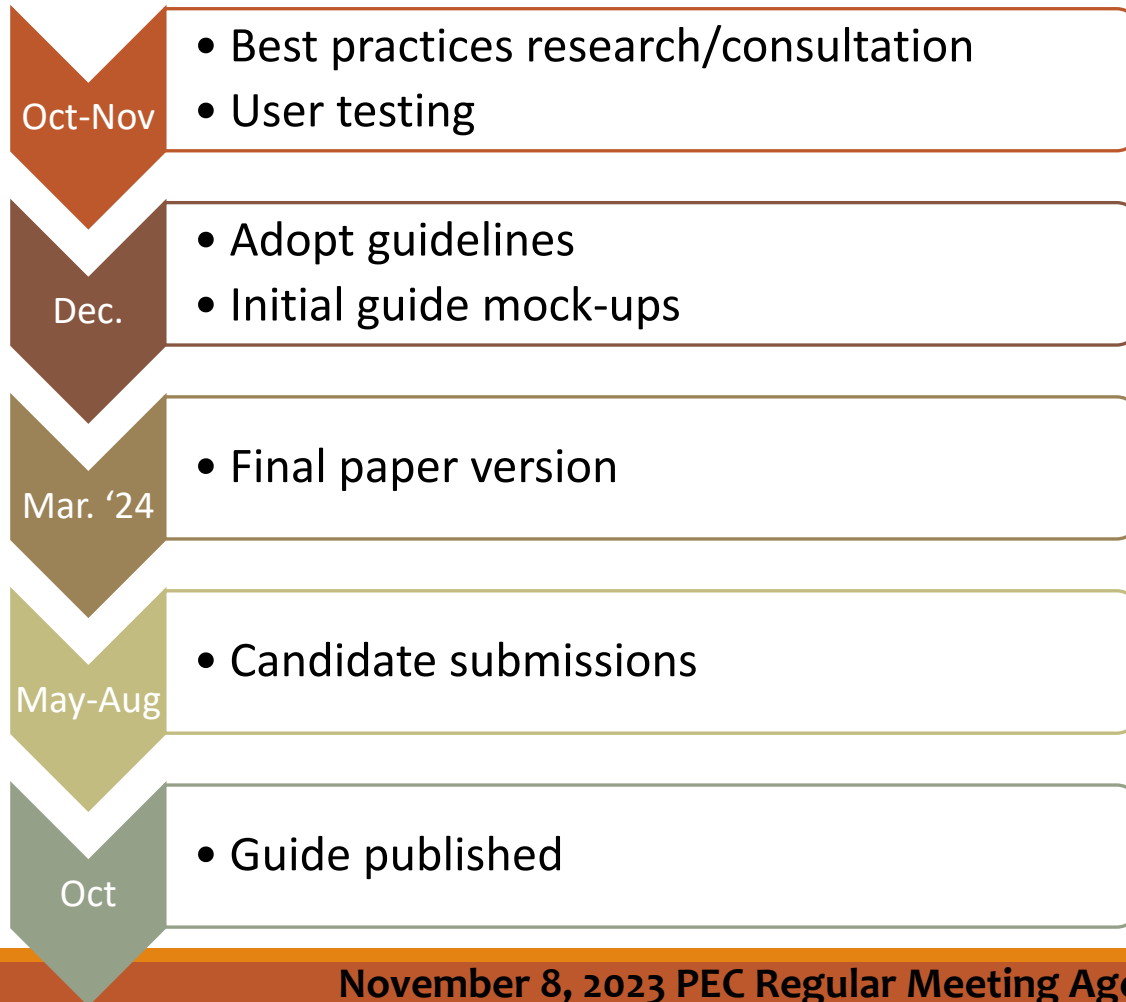 Oct-Nov
• Best practices research/consultation
• User testing
Dec.
• Adopt guidelines
• Initial guide mock-ups
Mar. ‘24
• Final paper version
May-Aug
• Candidate submissions
Oct
• Guide published
November 8, 2023 PEC Regular Meeting